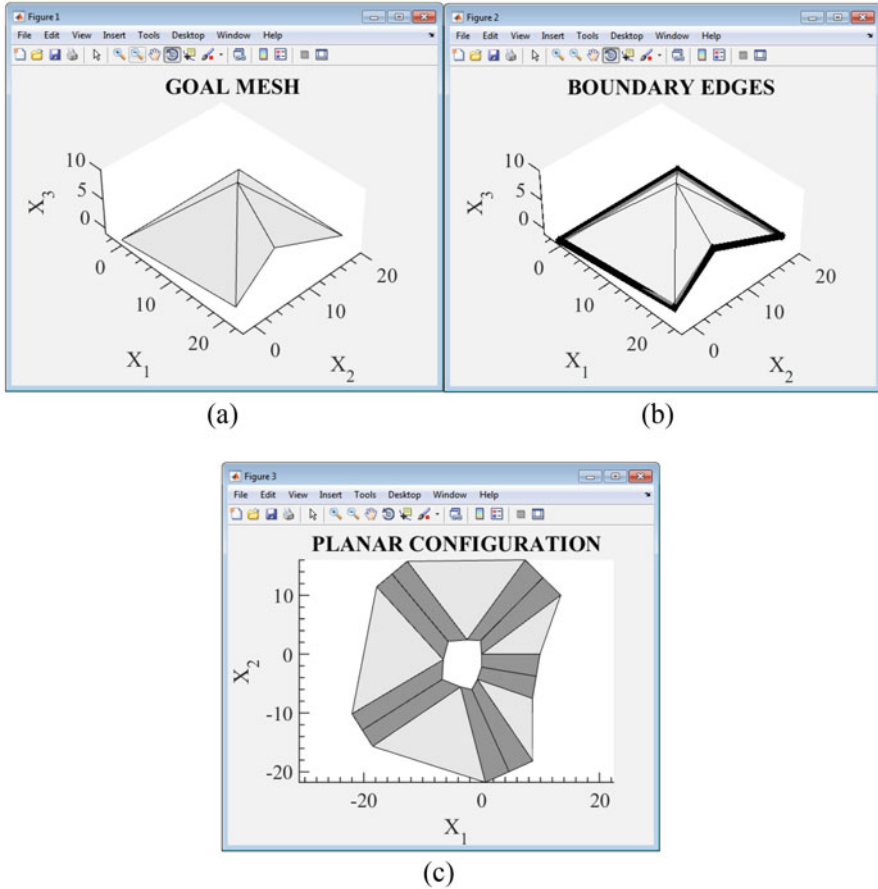 Figure 1
File Edit View Insert Tools Desktop Window Help
GOAL MESH
10
5
0
X3
0
10
20
X1
20
10
0
X2
(a)
Figure 2
File Edit View Insert Tools Desktop Window Help
BOUNDARY EDGES
10
5
0
X3
0
10
20
X1
20
10
0
X2
(b)
Figure 3
File Edit View Insert Tools Desktop Window Help
PLANAR CONFIGURATION
10
0
-10
-20
X2
-20
0
20
X1
(c)